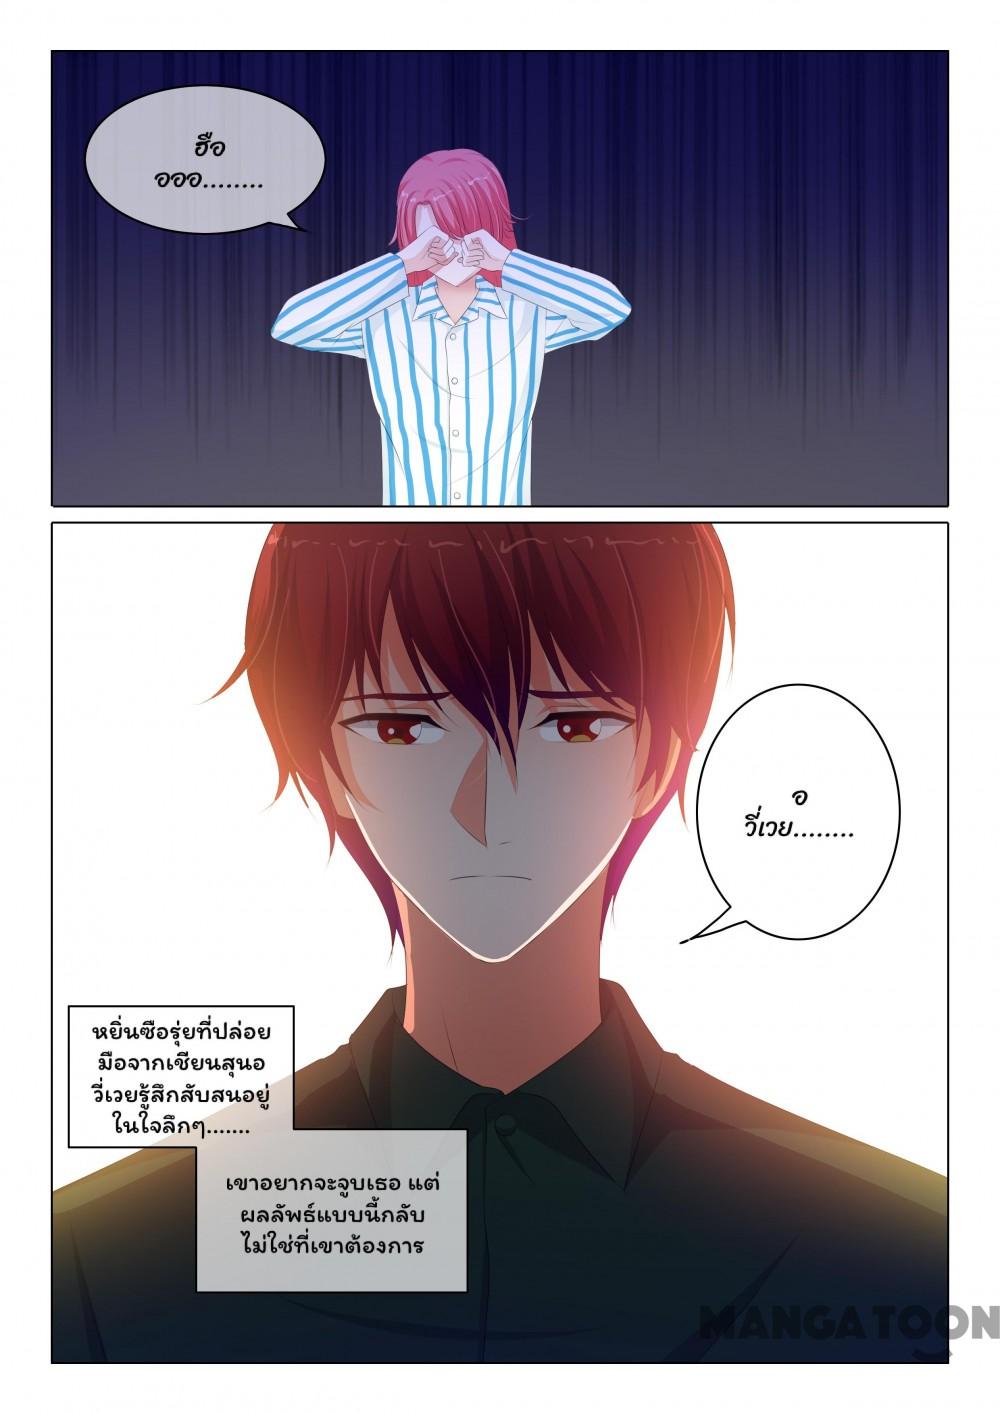 ฮือ
อออ........
อ
วี่เวย........
หยิ่นซือรุ่ยที่ปล่อย
มือจากเซียนสุนอ
วี่เวยรู้สึกสับสนอยู่
ในใจลึกๆ.......
เขาอยากจะจูบเธอ แต่
ผลลัพธ์แบบนี้กลับ
ไม่ใช่ที่เขาต้องการ
MANGATOON